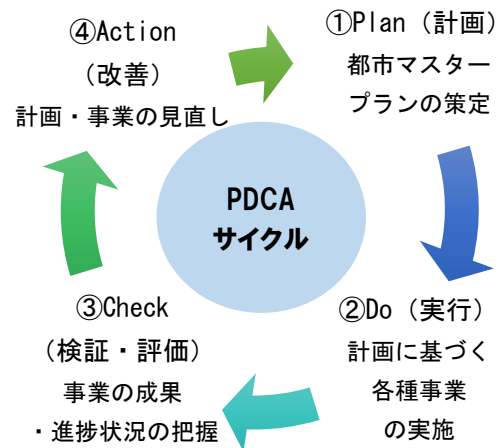 ①Plan（計画）
都市マスター
プランの策定
②Do（実行）
計画に基づく
各種事業
の実施
③Check
（検証・評価）
事業の成果
・進捗状況の把握
④Action
（改善）
計画・事業の見直し
PDCA
サイクル